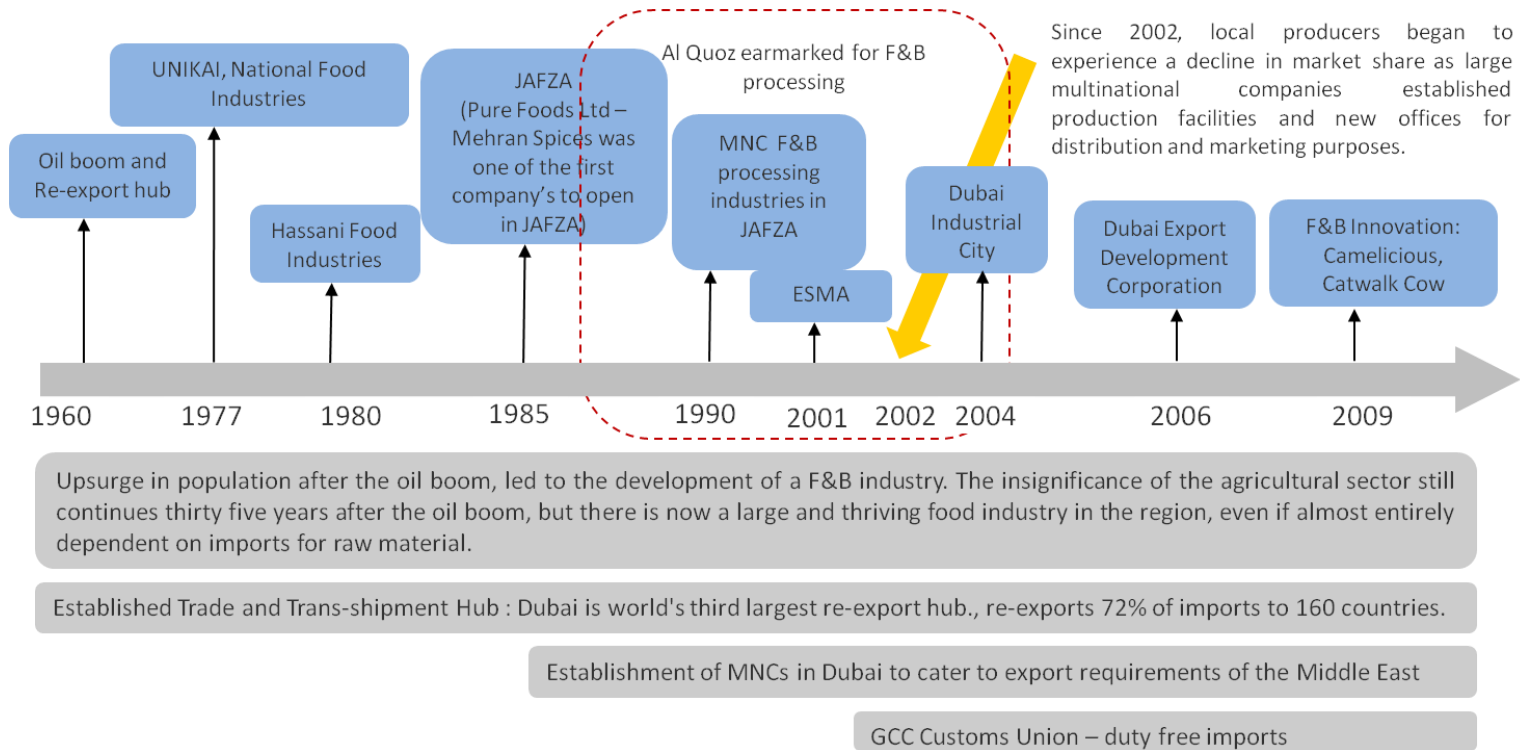 UNIKAI, National Food
Industries
Oil boom and
Re-export hub
Hassani Food
Industries
JAFZA
(Pure Foods Ltd –
Mehran Spices was
one of the first
company’s to open
in JAFZA)
Al Quoz earmarked for F&B
processing
MNC F&B
processing
industries in
JAFZA
ESMA
Dubai
Industrial
City
Since 2002, local producers began to
experience a decline in market share as large
multinational companies established
production facilities and new offices for
distribution and marketing purposes.
Dubai Export
Development
Corporation
F&B Innovation:
Camelicious,
Catwalk Cow
1960 1977 1980 1985 1990 2001 2002 2004 2006 2009
Upsurge in population after the oil boom, led to the development of a F&B industry. The insignificance of the agricultural sector still
continues thirty five years after the oil boom, but there is now a large and thriving food industry in the region, even if almost entirely
dependent on imports for raw material.
Established Trade and Trans-shipment Hub : Dubai is world's third largest re-export hub., re-exports 72% of imports to 160 countries.
Establishment of MNCs in Dubai to cater to export requirements of the Middle East
GCC Customs Union – duty free imports